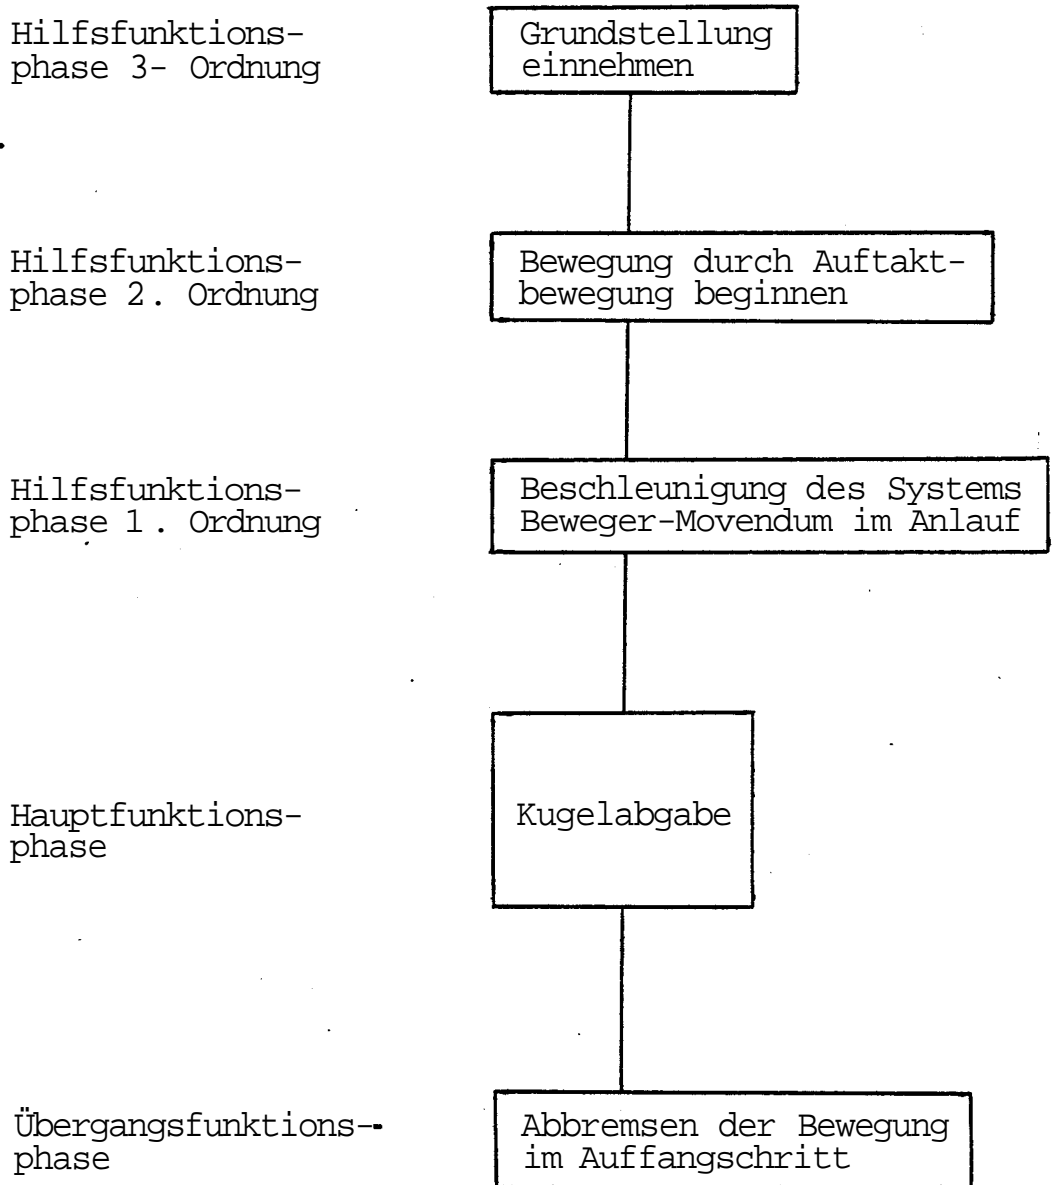 Hilfsfunktions-
phase 3- Ordnung
Grundstellung
einnehmen
Hilfsfunktions-
phase 2. Ordnung
Bewegung durch Auftakt-
bewegung beginnen
Hilfsfunktions-
phase 1. Ordnung
Beschleunigung des Systems
Beweger-Movendum im Anlauf
Hauptfunktions-
phase
Kugelabgabe
Übergangsfunktions-
phase
Abbremsen der Bewegung
im Auffangschritt